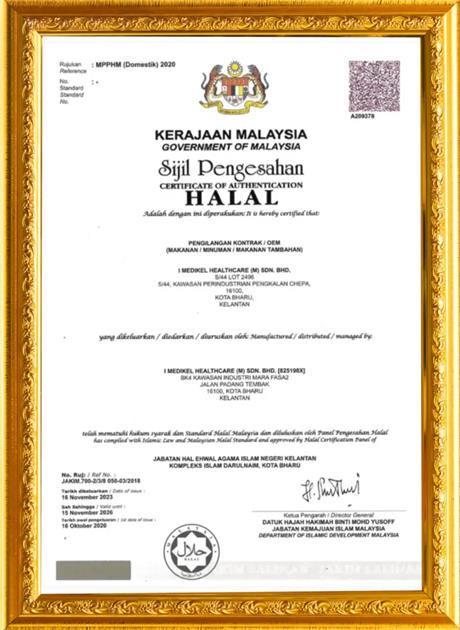 Rujukan : MPPHM (Domestik) 2020
Reference
No. : -
Standard
Standard
No.
A209378
KERAJAAN MALAYSIA
GOVERNMENT OF MALAYSIA
Sijil Pengesahan
CERTIFICATE OF AUTHENTICATION
HALAL
Adalah dengan ini diperakukan: It is hereby certified that:
PENGILANGAN KONTRAK / OEM
(MAKANAN / MINUMAN / MAKANAN TAMBAHAN)
I MEDIKEL HEALTHCARE (M) SDN. BHD.
S/44 LOT 2496
S/44, KAWASAN PERINDUSTRIAN PENGKALAN CHEPA,
16100,
KOTA BHARU,
KELANTAN
yang dikeluarkan / diedarkan / diuruskan oleh: Manufactured / distributed / managed by:
I MEDIKEL HEALTHCARE (M) SDN. BHD. [825198X]
BK4 KAWASAN INDUSTRI MARA FASA2
JALAN PADANG TEMBAK
16100, KOTA BHARU
KELANTAN
telah mematuhi hukum syarak dan Standard Halal Malaysia dan diluluskan oleh Panel Pengesahan Halal
has complied with Islamic Law and Malaysian Halal Standard and approved by Halal Certification Panel of
JABATAN HAL EHWAL AGAMA ISLAM NEGERI KELANTAN
KOMPLEKS ISLAM DARULNAIM, KOTA BHARU
No. Ruj: / Ref No. :
JAKIM.700-2/3/8 050-03/2018
Tarikh dikeluarkan / Date of issue :
16 November 2023
Sah Sehingga / Valid until :
15 November 2026
Tarikh awal pengeluaran / 1st date of issue :
16 Oktober 2020
Ketua Pengarah / Director General
DATUK HAJAH HAKIMAH BINTI MOHD YUSOFF
JABATAN KEMAJUAN ISLAM MALAYSIA
DEPARTMENT OF ISLAMIC DEVELOPMENT MALAYSIA
حلال
HALAL